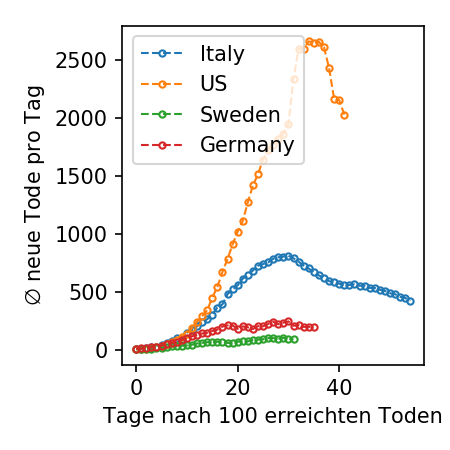 ∅ neue Tode pro Tag
2500
2000
1500
1000
500
0
Italy
US
Sweden
Germany
0 20 40
Tage nach 100 erreichten Toden